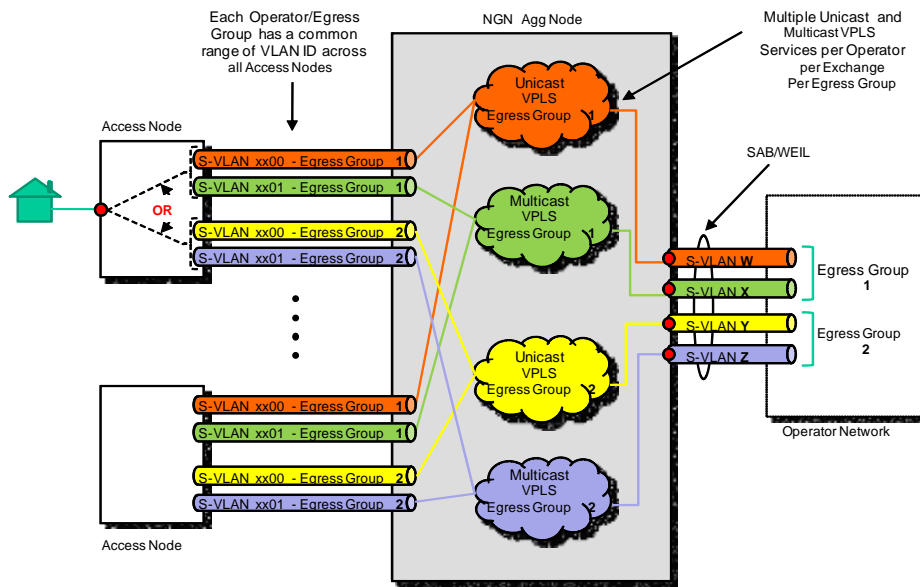 Each Operator/Egress
Group has a common
range of VLAN ID across
all Access Nodes
NGN Agg Node
Multiple Unicast and
Multicast VPLS
Services per Operator
per Exchange
Per Egress Group
Access Node
OR
S-VLAN xx00 - Egress Group 1
S-VLAN xx01 - Egress Group 1
S-VLAN xx00 - Egress Group 2
S-VLAN xx01 - Egress Group 2
Unicast
VPLS
Egress Group 1
Multicast
VPLS
Egress Group 1
Unicast
VPLS
Egress Group 2
Multicast
VPLS
Egress Group 2
SAB/WEIL
S-VLAN W
S-VLAN X
S-VLAN Y
S-VLAN Z
Egress Group
1
Egress Group
2
Operator Network
S-VLAN xx00 - Egress Group 1
S-VLAN xx01 - Egress Group 1
S-VLAN xx00 - Egress Group 2
S-VLAN xx01 - Egress Group 2
Access Node